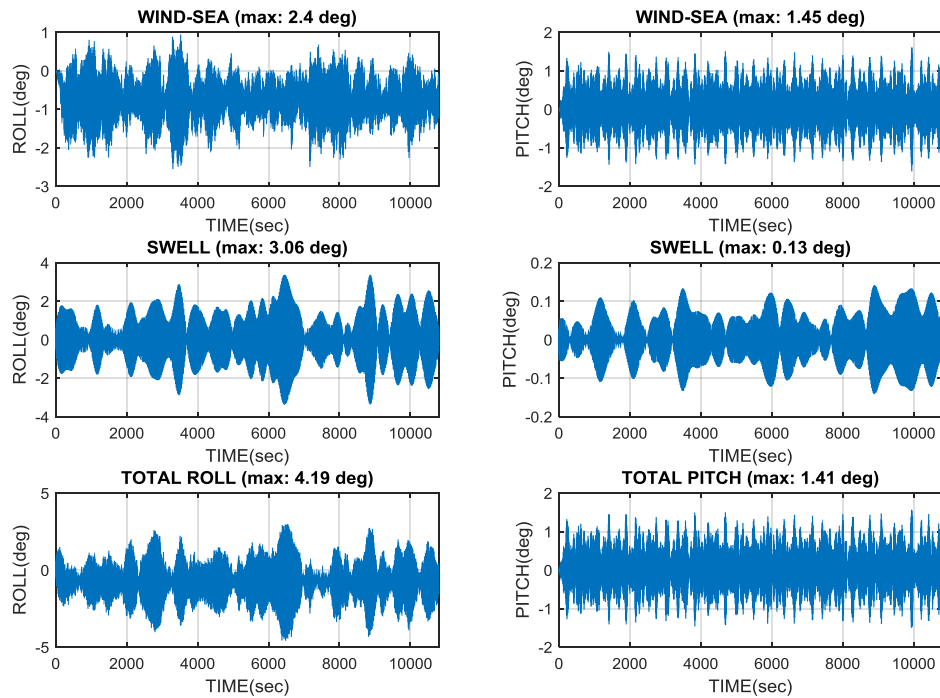 WIND-SEA (max: 2.4 deg)
ROLL(deg)
1
0
-1
-2
-3
0 2000 4000 6000 8000 10000
TIME(sec)
WIND-SEA (max: 1.45 deg)
PITCH(deg)
2
1
0
-1
-2
0 2000 4000 6000 8000 10000
TIME(sec)
SWELL (max: 3.06 deg)
ROLL(deg)
4
2
0
-2
-4
0 2000 4000 6000 8000 10000
TIME(sec)
SWELL (max: 0.13 deg)
PITCH(deg)
0.2
0.1
0
-0.1
-0.2
0 2000 4000 6000 8000 10000
TIME(sec)
TOTAL ROLL (max: 4.19 deg)
ROLL(deg)
5
0
-5
0 2000 4000 6000 8000 10000
TIME(sec)
TOTAL PITCH (max: 1.41 deg)
PITCH(deg)
2
1
0
-1
-2
0 2000 4000 6000 8000 10000
TIME(sec)